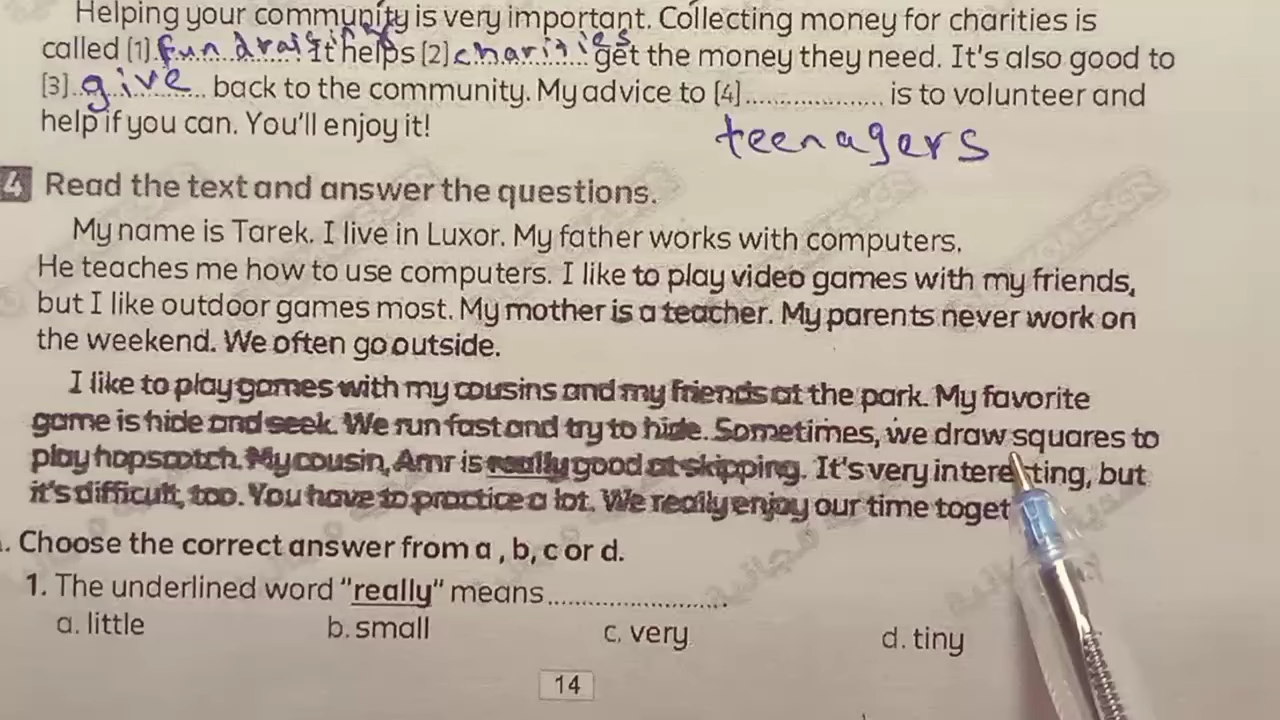 Helping your community is very important. Collecting money for charities is
called [1] fundraising. It helps [2] charities get the money they need. It's also good to
[3] give back to the community. My advice to [4].................... is to volunteer and
help if you can. You'll enjoy it!
teenagers
4 Read the text and answer the questions.
My name is Tarek. I live in Luxor. My father works with computers.
He teaches me how to use computers. I like to play video games with my friends,
but I like outdoor games most. My mother is a teacher. My parents never work on
the weekend. We often go outside.
I like to play games with my cousins and my friends at the park. My favorite
game is hide and seek. We run fast and try to hide. Sometimes, we draw squares to
play hopscotch. My cousin, Amr is really good at skipping. It's very interesting, but
it's difficult, too. You have to practice a lot. We really enjoy our time toget
. Choose the correct answer from a , b, c or d.
1. The underlined word "really" means........................
a. little b. small c. very d. tiny
14